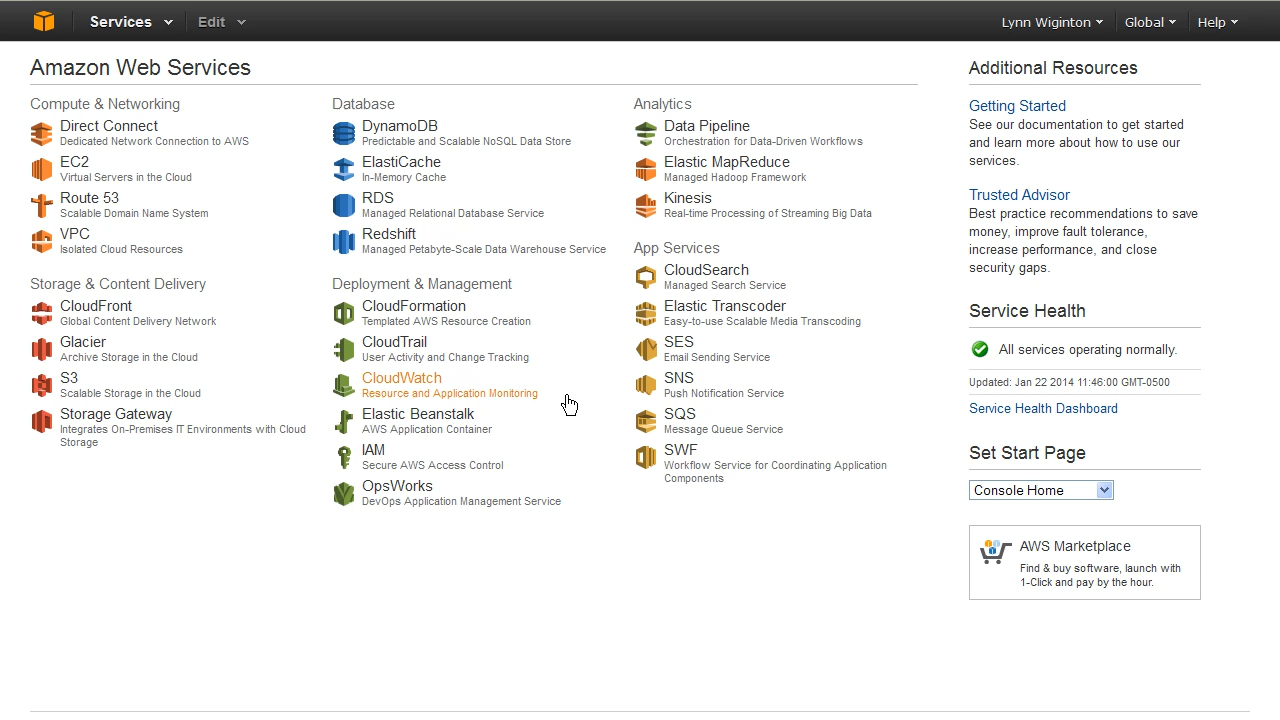 Services Edit Lynn Wiginton Global Help
Amazon Web Services
Compute & Networking
Direct Connect
Dedicated Network Connection to AWS
EC2
Virtual Servers in the Cloud
Route 53
Scalable Domain Name System
VPC
Isolated Cloud Resources
Storage & Content Delivery
CloudFront
Global Content Delivery Network
Glacier
Archive Storage in the Cloud
S3
Scalable Storage in the Cloud
Storage Gateway
Integrates On-Premises IT Environments with Cloud
Storage
Database
DynamoDB
Predictable and Scalable NoSQL Data Store
ElastiCache
In-Memory Cache
RDS
Managed Relational Database Service
Redshift
Managed Petabyte-Scale Data Warehouse Service
Deployment & Management
CloudFormation
Templated AWS Resource Creation
CloudTrail
User Activity and Change Tracking
CloudWatch
Resource and Application Monitoring
Elastic Beanstalk
AWS Application Container
IAM
Secure AWS Access Control
OpsWorks
DevOps Application Management Service
Analytics
Data Pipeline
Orchestration for Data-Driven Workflows
Elastic MapReduce
Managed Hadoop Framework
Kinesis
Real-time Processing of Streaming Big Data
App Services
CloudSearch
Managed Search Service
Elastic Transcoder
Easy-to-use Scalable Media Transcoding
SES
Email Sending Service
SNS
Push Notification Service
SQS
Message Queue Service
SWF
Workflow Service for Coordinating Application
Components
Additional Resources
Getting Started
See our documentation to get started
and learn more about how to use our
services.
Trusted Advisor
Best practice recommendations to save
money, improve fault tolerance,
increase performance, and close
security gaps.
Service Health
All services operating normally.
Updated: Jan 22 2014 11:46:00 GMT-0500
Service Health Dashboard
Set Start Page
Console Home
AWS Marketplace
Find & buy software, launch with
1-Click and pay by the hour.